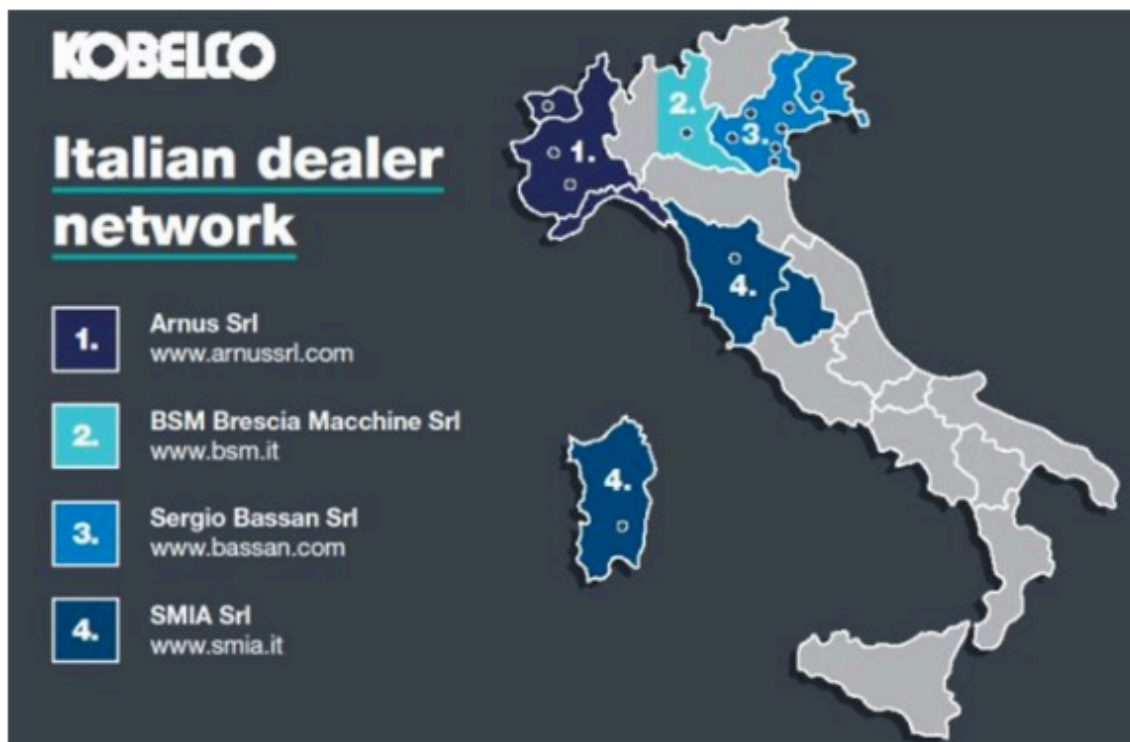 KOBELCO
Italian dealer
network
1.
Arnus Srl
www.arnussrl.com
2.
BSM Brescia Macchine Srl
www.bsm.it
3.
Sergio Bassan Srl
www.bassan.com
4.
SMIA Srl
www.smia.it
1.
2.
3.
4.
4.